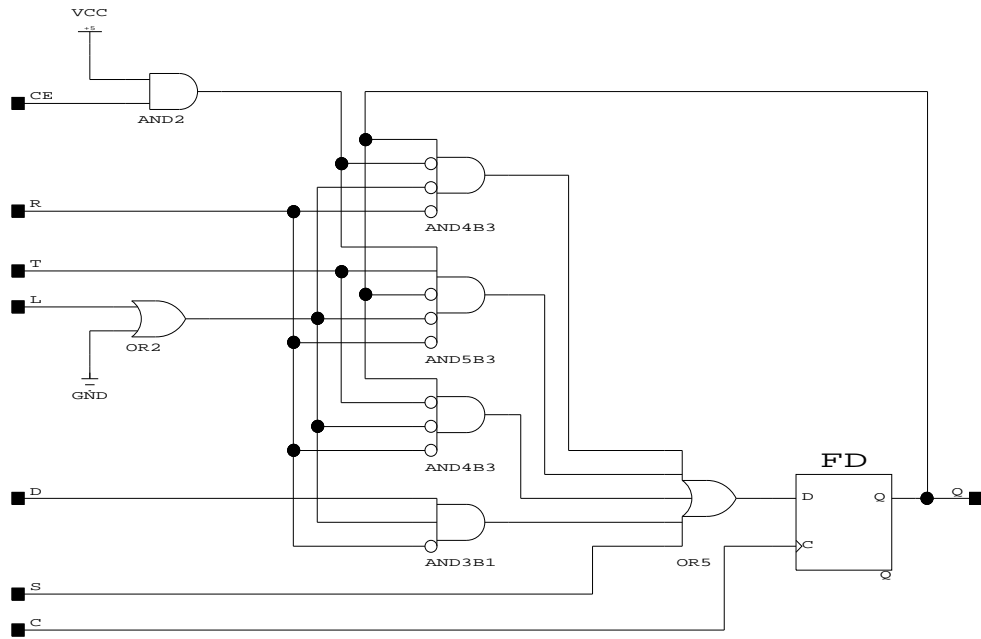 VCC
+5
CE
AND2
R
AND4B3
T
L
OR2
AND5B3
GND
AND4B3
FD
D
D
Q
Q
C
AND3B1
OR5
Q
S
C